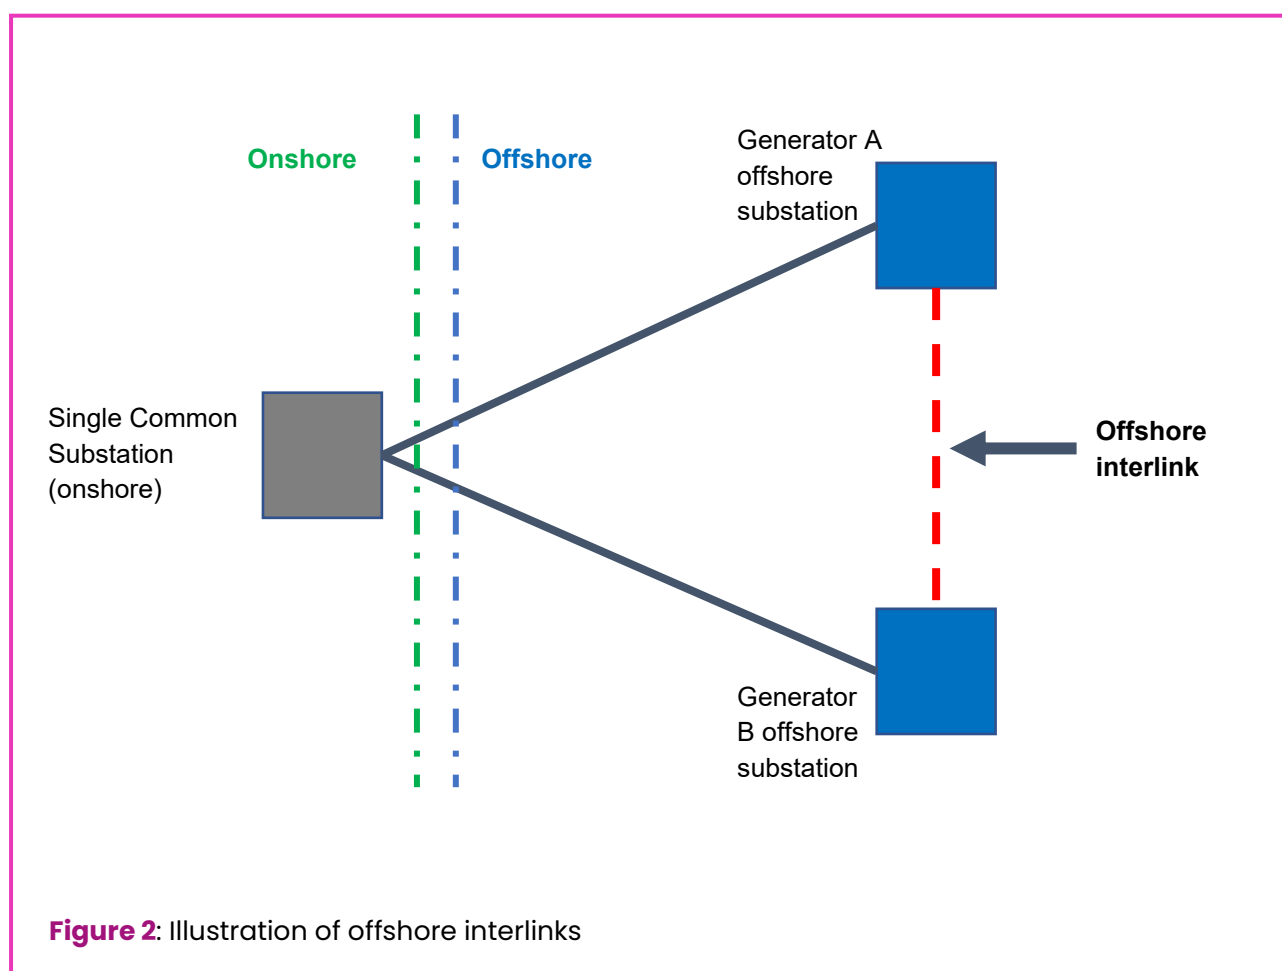 Onshore
Offshore
Generator A
offshore
substation
Single Common
Substation
(onshore)
Offshore
interlink
Generator
B offshore
substation
Figure 2: Illustration of offshore interlinks